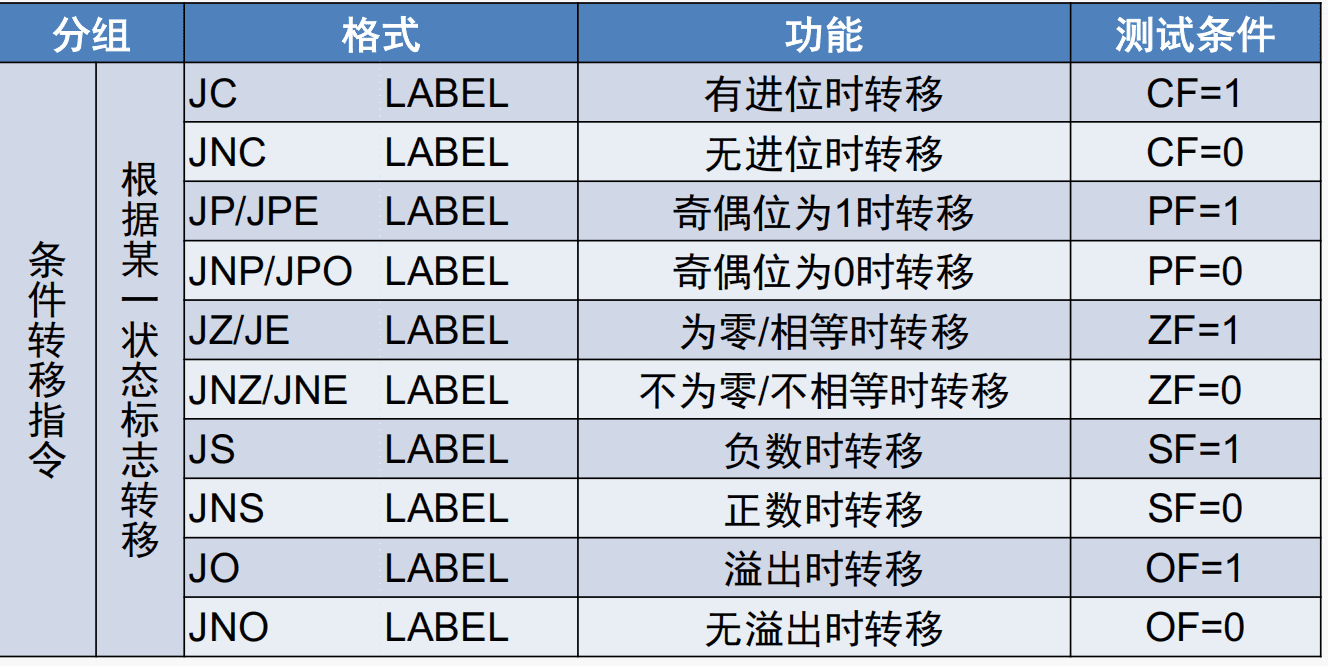 分组 格式 功能 测试条件
条件转移指令
根据某一状态标志转移
JC LABEL 有进位时转移 CF=1
JNC LABEL 无进位时转移 CF=0
JP/JPE LABEL 奇偶位为1时转移 PF=1
JNP/JPO LABEL 奇偶位为0时转移 PF=0
JZ/JE LABEL 为零/相等时转移 ZF=1
JNZ/JNE LABEL 不为零/不相等时转移 ZF=0
JS LABEL 负数时转移 SF=1
JNS LABEL 正数时转移 SF=0
JO LABEL 溢出时转移 OF=1
JNO LABEL 无溢出时转移 OF=0